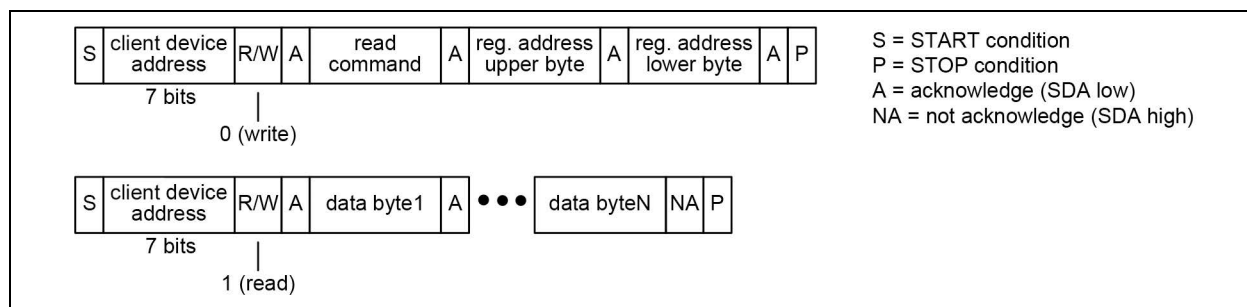 S client device address R/W A read command A reg. address upper byte A reg. address lower byte A P
7 bits
0 (write)
S = START condition
P = STOP condition
A = acknowledge (SDA low)
NA = not acknowledge (SDA high)
S client device address R/W A data byte1 A ••• data byteN NA P
7 bits
1 (read)